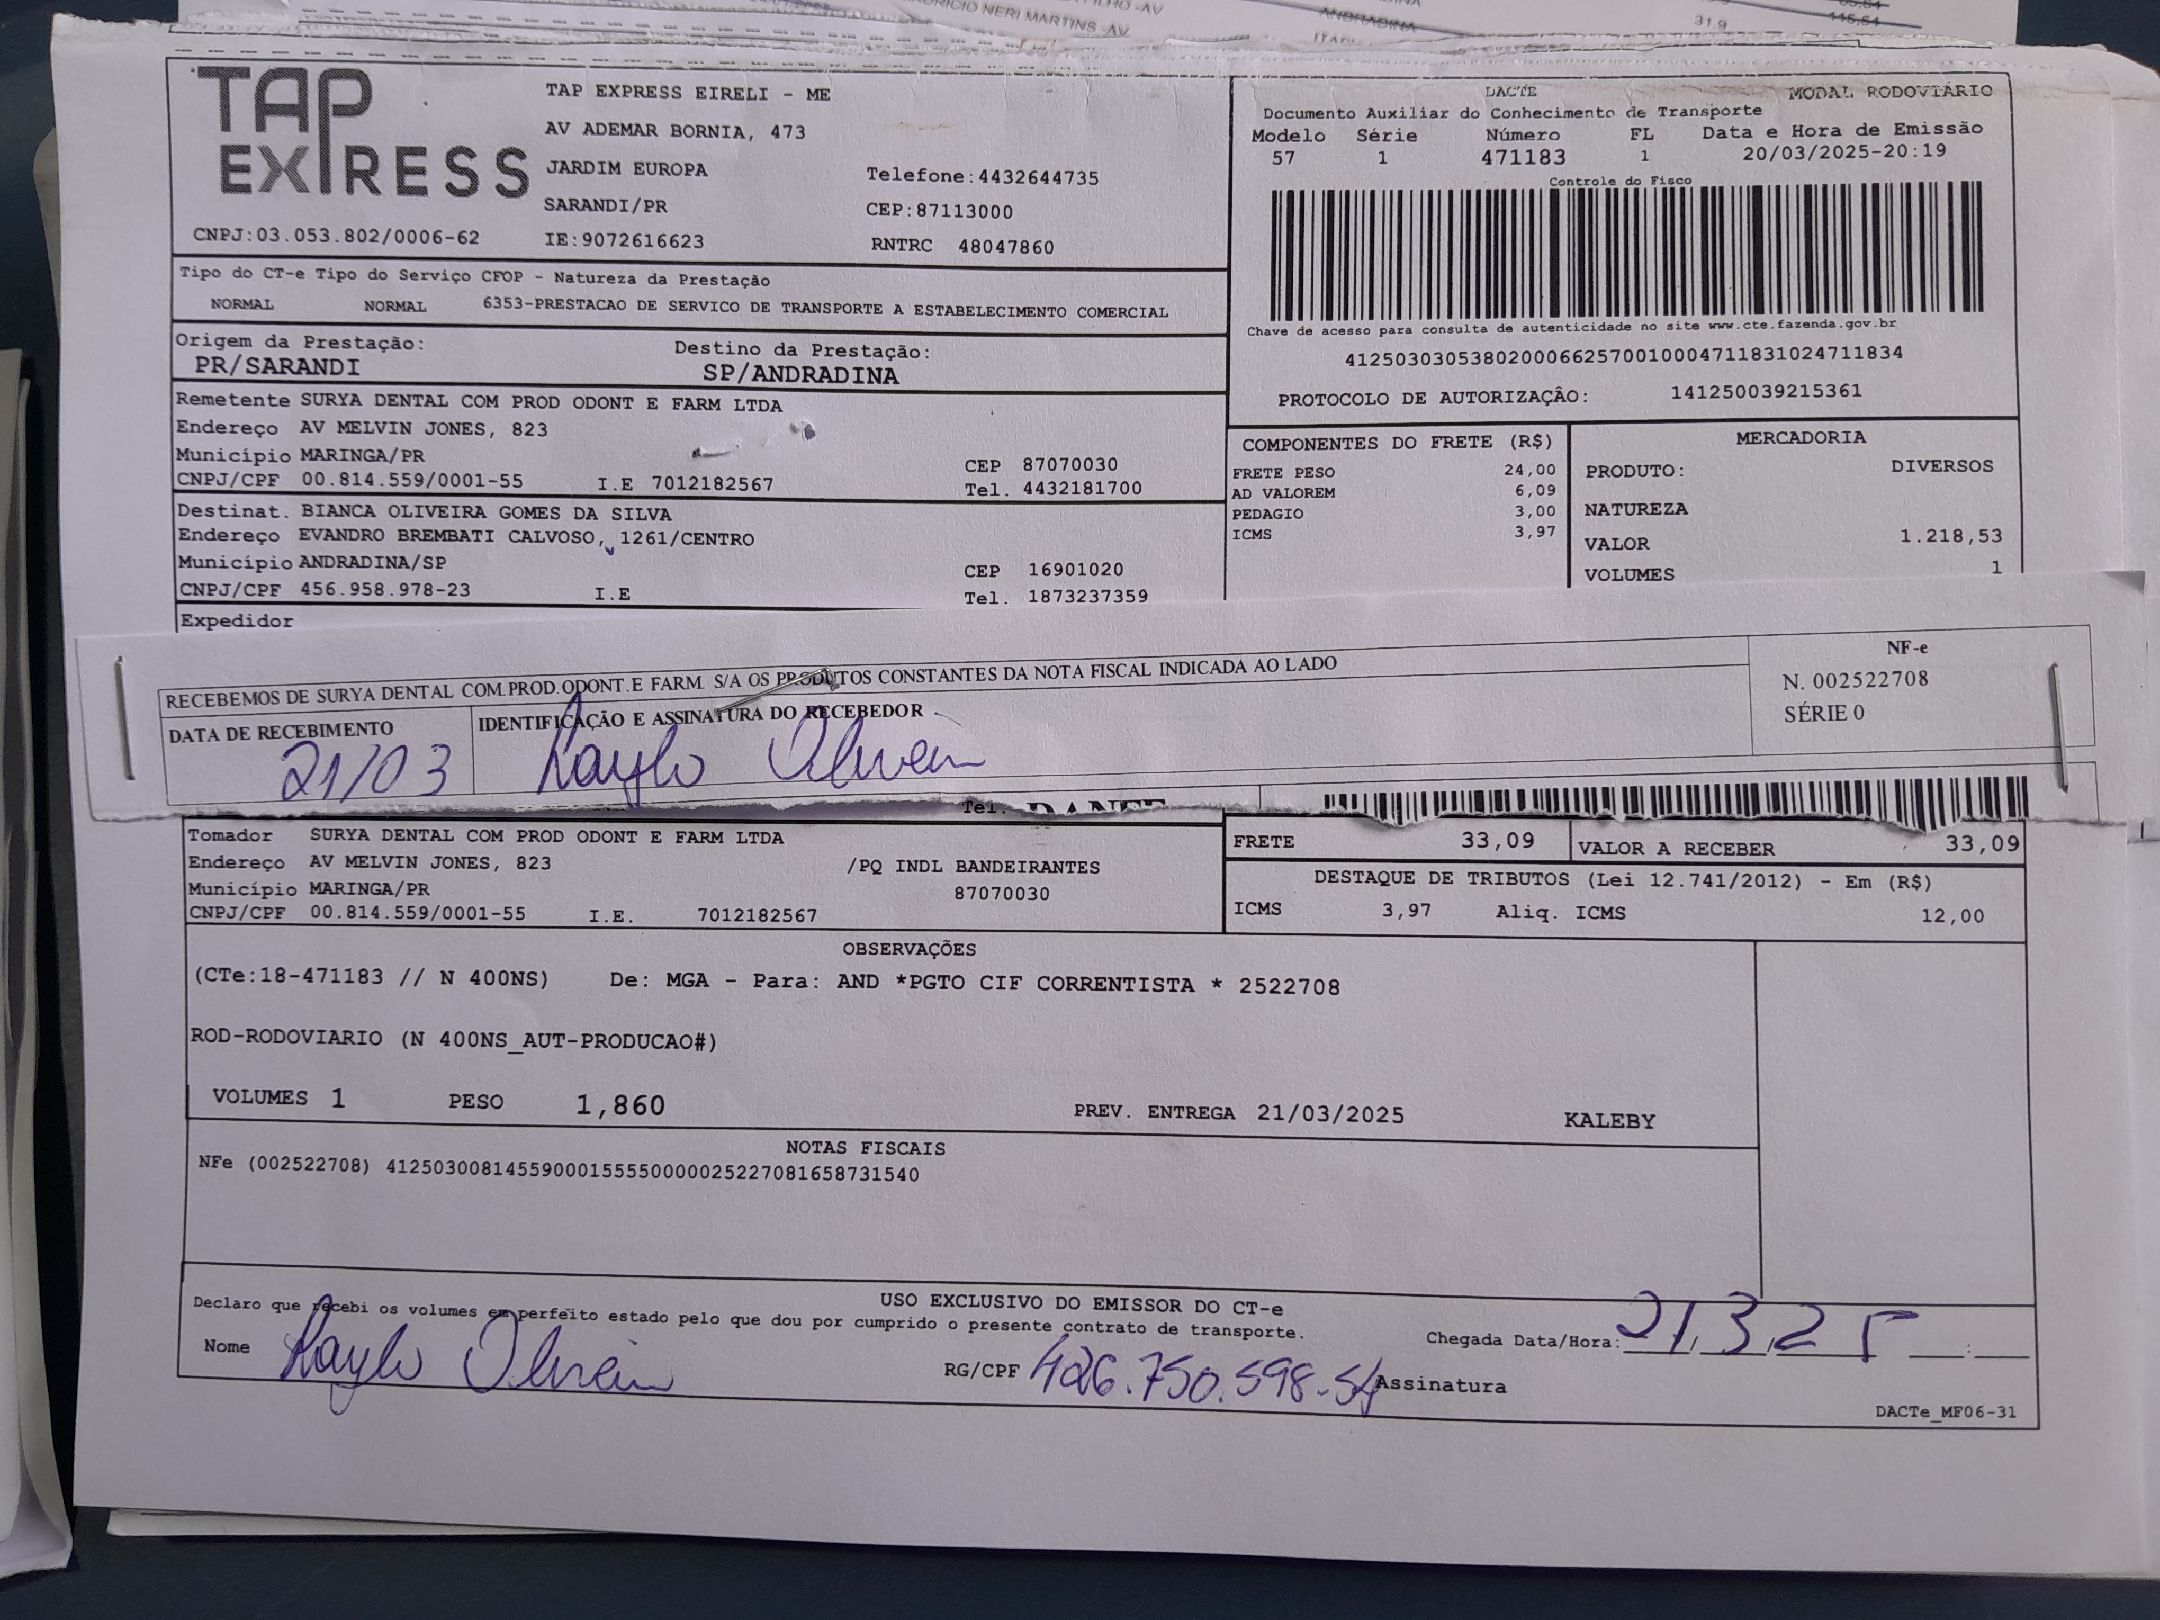 ORICIO NERI MARTINS -AV
ANDRADINA
31,9
115,54
TAP EXPRESS
CNPJ:03.053.802/0006-62
TAP EXPRESS EIRELI - ME
AV ADEMAR BORNIA, 473
JARDIM EUROPA
Telefone:4432644735
SARANDI/PR
CEP:87113000
IE:9072616623
RNTRC 48047860
DACTE
MODAL RODOVIÁRIO
Documento Auxiliar do Conhecimento de Transporte
Modelo Série Número FL Data e Hora de Emissão
57 1 471183 1 20/03/2025-20:19
Controle do Fisco
Chave de acesso para consulta de autenticidade no site www.cte.fazenda.gov.br
41250303053802000662570010004711831024711834
PROTOCOLO DE AUTORIZAÇÂO: 141250039215361
Tipo do CT-e Tipo do Serviço CFOP - Natureza da Prestação
NORMAL NORMAL 6353-PRESTACAO DE SERVICO DE TRANSPORTE A ESTABELECIMENTO COMERCIAL
Origem da Prestação: Destino da Prestação:
PR/SARANDI SP/ANDRADINA
Remetente SURYA DENTAL COM PROD ODONT E FARM LTDA
Endereço AV MELVIN JONES, 823
Município MARINGA/PR CEP 87070030
CNPJ/CPF 00.814.559/0001-55 I.E 7012182567 Tel. 4432181700
Destinat. BIANCA OLIVEIRA GOMES DA SILVA
Endereço EVANDRO BREMBATI CALVOSO, 1261/CENTRO
Município ANDRADINA/SP CEP 16901020
CNPJ/CPF 456.958.978-23 I.E Tel. 1873237359
Expedidor
COMPONENTES DO FRETE (R$)
FRETE PESO 24,00
AD VALOREM 6,09
PEDAGIO 3,00
ICMS 3,97
MERCADORIA
PRODUTO: DIVERSOS
NATUREZA
VALOR 1.218,53
VOLUMES 1
RECEBEMOS DE SURYA DENTAL COM.PROD.ODONT.E FARM. S/A OS PRODUTOS CONSTANTES DA NOTA FISCAL INDICADA AO LADO
DATA DE RECEBIMENTO
21/03
IDENTIFICAÇÃO E ASSINATURA DO RECEBEDOR
NF-e
N. 002522708
SÉRIE 0
Tel. DANFE
Tomador SURYA DENTAL COM PROD ODONT E FARM LTDA
Endereço AV MELVIN JONES, 823 /PQ INDL BANDEIRANTES
Município MARINGA/PR 87070030
CNPJ/CPF 00.814.559/0001-55 I.E. 7012182567
FRETE 33,09 VALOR A RECEBER 33,09
DESTAQUE DE TRIBUTOS (Lei 12.741/2012) - Em (R$)
ICMS 3,97 Aliq. ICMS 12,00
OBSERVAÇÕES
(CTe:18-471183 // N 400NS) De: MGA - Para: AND *PGTO CIF CORRENTISTA * 2522708
ROD-RODOVIARIO (N 400NS_AUT-PRODUCAO#)
VOLUMES 1 PESO 1,860 PREV. ENTREGA 21/03/2025 KALEBY
NOTAS FISCAIS
NFe (002522708) 41250300814559000155550000025227081658731540
USO EXCLUSIVO DO EMISSOR DO CT-e
Declaro que recebi os volumes em perfeito estado pelo que dou por cumprido o presente contrato de transporte.
Nome
RG/CPF 426.750.598-54 Assinatura
Chegada Data/Hora: 21,3,25 :
DACTe_MF06-31